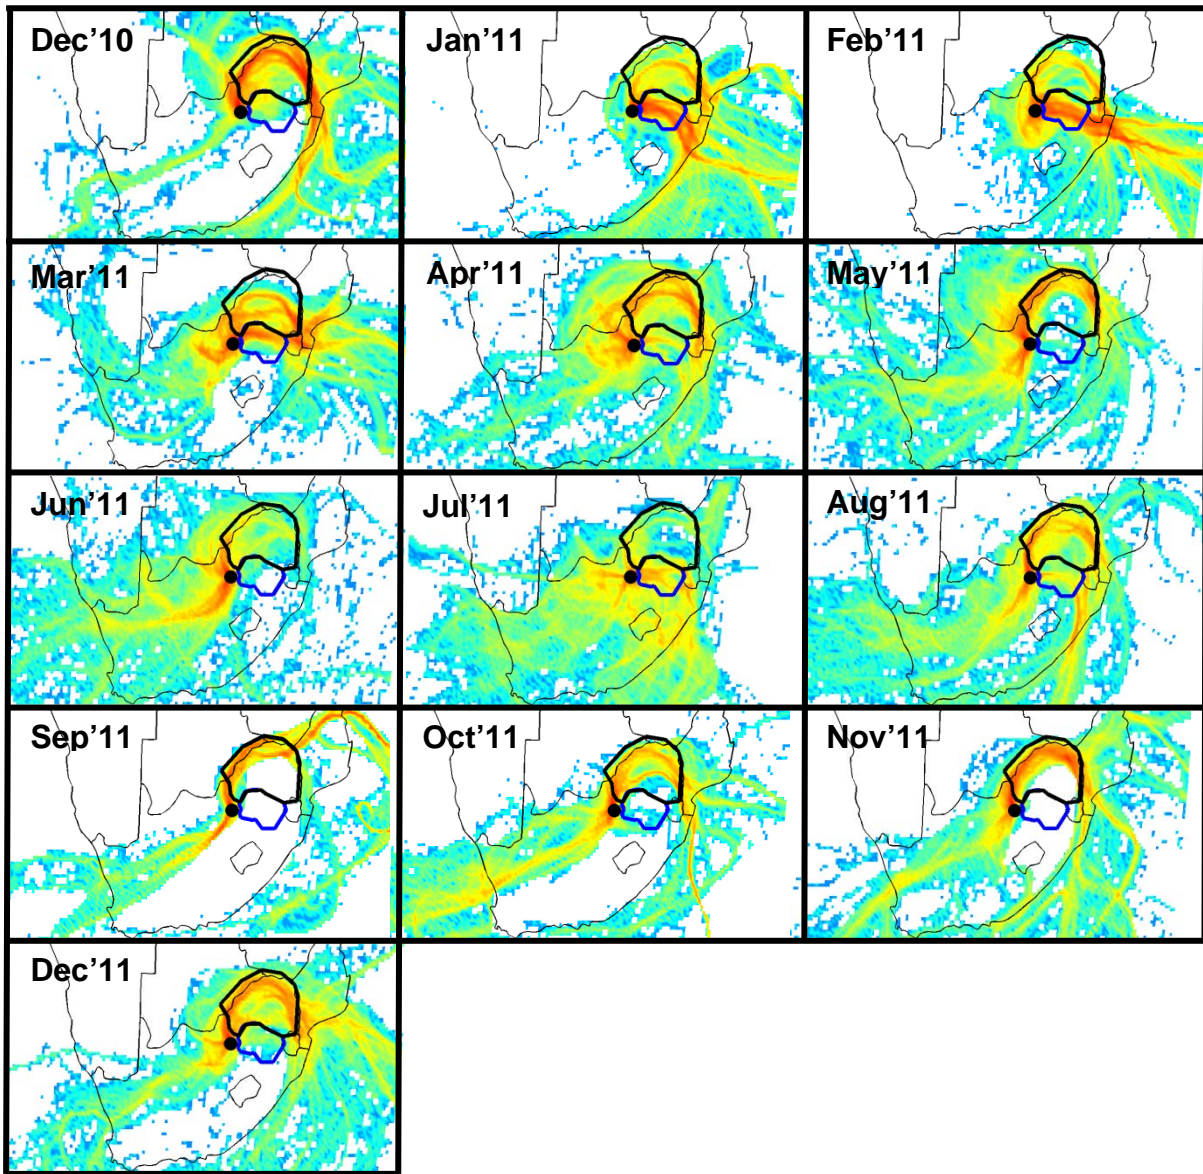 Dec’10
Jan’11
Feb’11
Mar’11
Apr’11
May’11
Jun’11
Jul’11
Aug’11
Sep’11
Oct’11
Nov’11
Dec’11